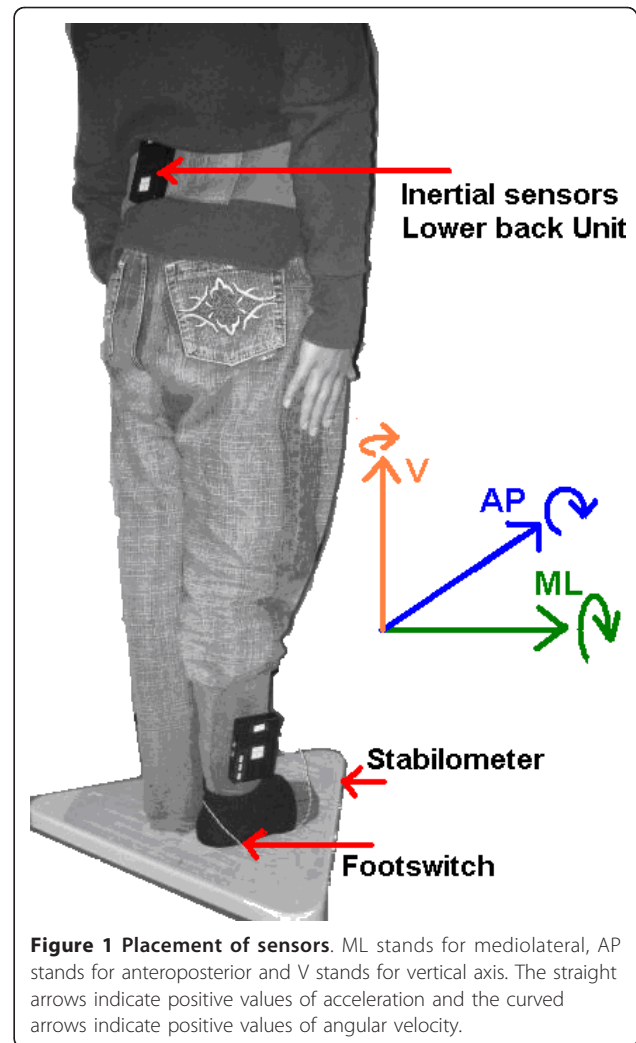 Inertial sensors
Lower back Unit
V
AP
ML
Stabilometer
Footswitch
Figure 1 Placement of sensors. ML stands for mediolateral, AP
stands for anteroposterior and V stands for vertical axis. The straight
arrows indicate positive values of acceleration and the curved
arrows indicate positive values of angular velocity.